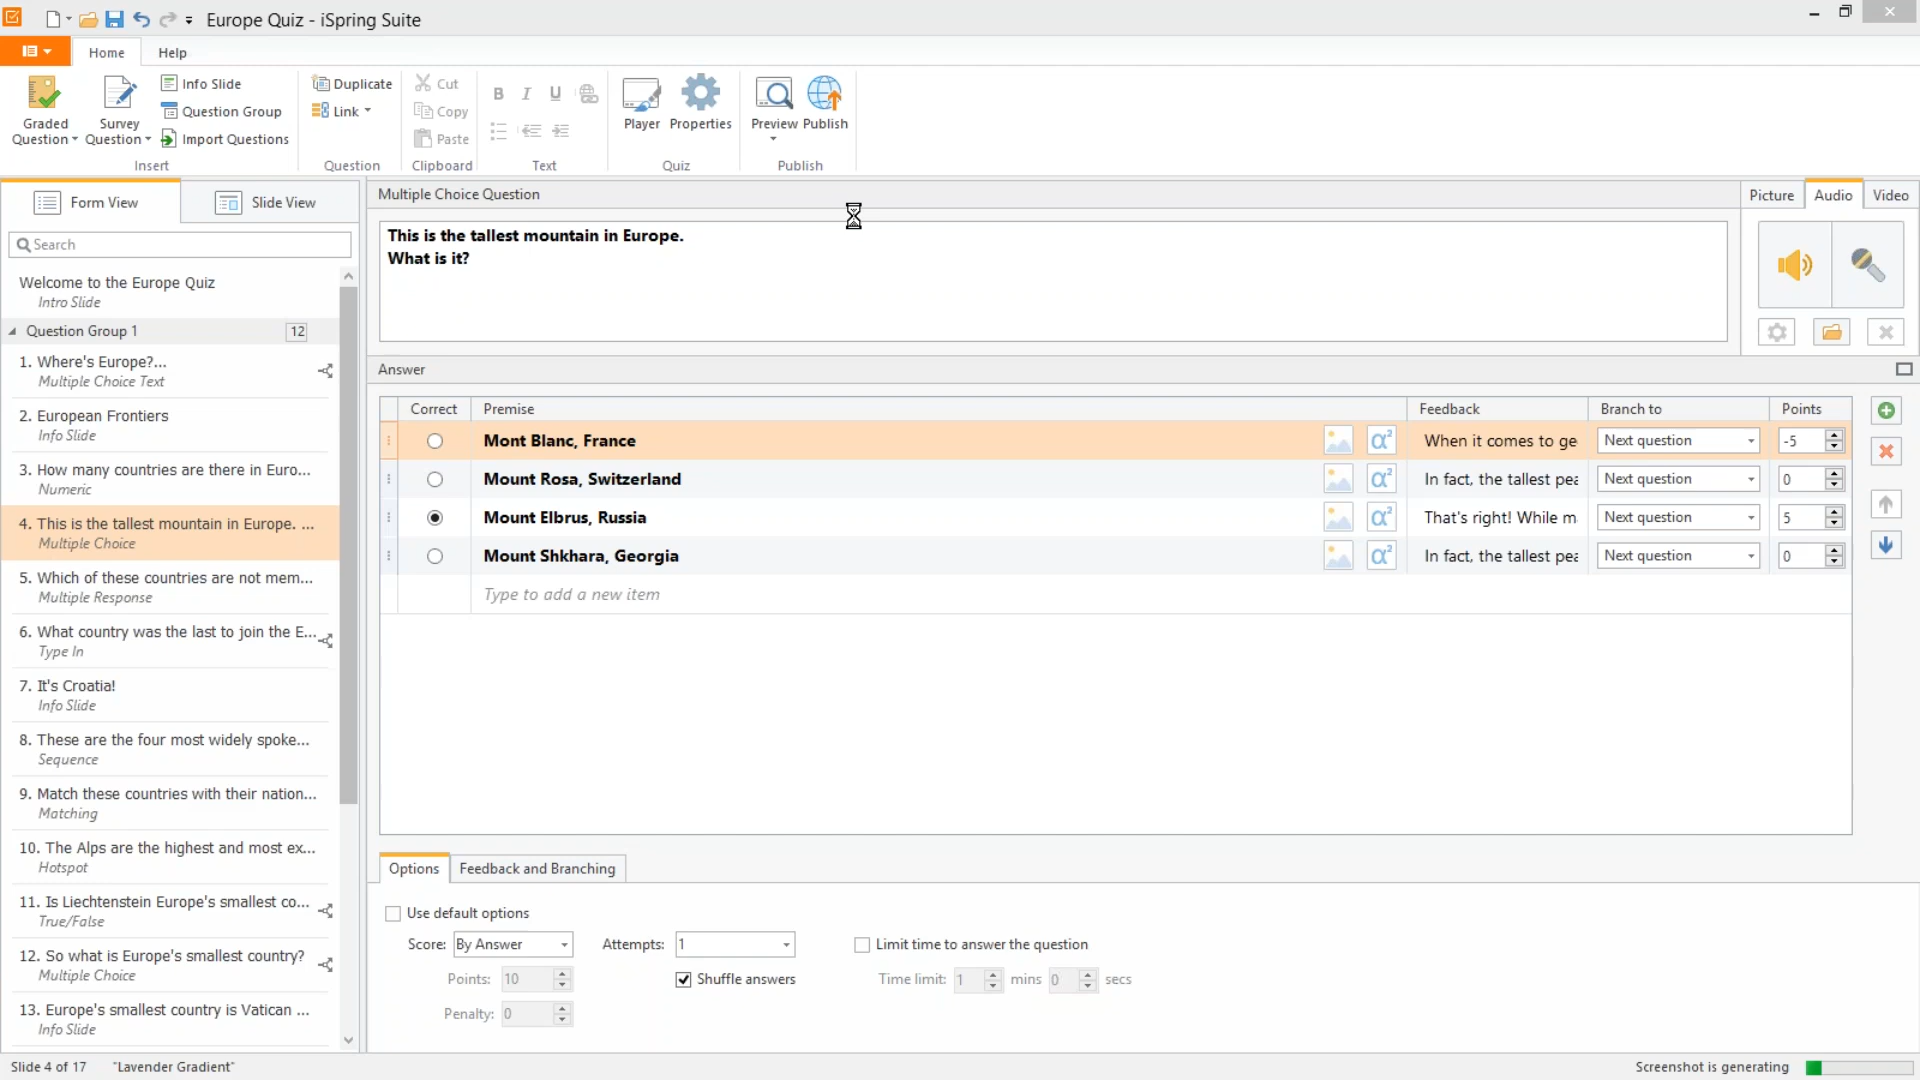 Europe Quiz - iSpring Suite
Home
Help
Graded
Question
Survey
Question
Info Slide
Question Group
Import Questions
Insert
Duplicate
Link
Question
Cut
Copy
Paste
Clipboard
B I U
Text
Player
Properties
Quiz
Preview
Publish
Publish
Form View
Slide View
Search
Welcome to the Europe Quiz
Intro Slide
Question Group 1
12
1. Where's Europe?...
Multiple Choice Text
2. European Frontiers
Info Slide
3. How many countries are there in Euro...
Numeric
4. This is the tallest mountain in Europe. ...
Multiple Choice
5. Which of these countries are not mem...
Multiple Response
6. What country was the last to join the E...
Type In
7. It's Croatia!
Info Slide
8. These are the four most widely spoke...
Sequence
9. Match these countries with their nation...
Matching
10. The Alps are the highest and most ex...
Hotspot
11. Is Liechtenstein Europe's smallest co...
True/False
12. So what is Europe's smallest country?
Multiple Choice
13. Europe's smallest country is Vatican ...
Info Slide
Multiple Choice Question
This is the tallest mountain in Europe.
What is it?
Picture
Audio
Video
Answer
Correct Premise Feedback Branch to Points
Mont Blanc, France α² When it comes to ge Next question -5
Mount Rosa, Switzerland α² In fact, the tallest pea Next question 0
Mount Elbrus, Russia α² That's right! While m Next question 5
Mount Shkhara, Georgia α² In fact, the tallest pea Next question 0
Type to add a new item
Options
Feedback and Branching
Use default options
Score: By Answer Attempts: 1 Limit time to answer the question
Points: 10 Shuffle answers Time limit: 1 mins 0 secs
Penalty: 0
Slide 4 of 17 "Lavender Gradient" Screenshot is generating